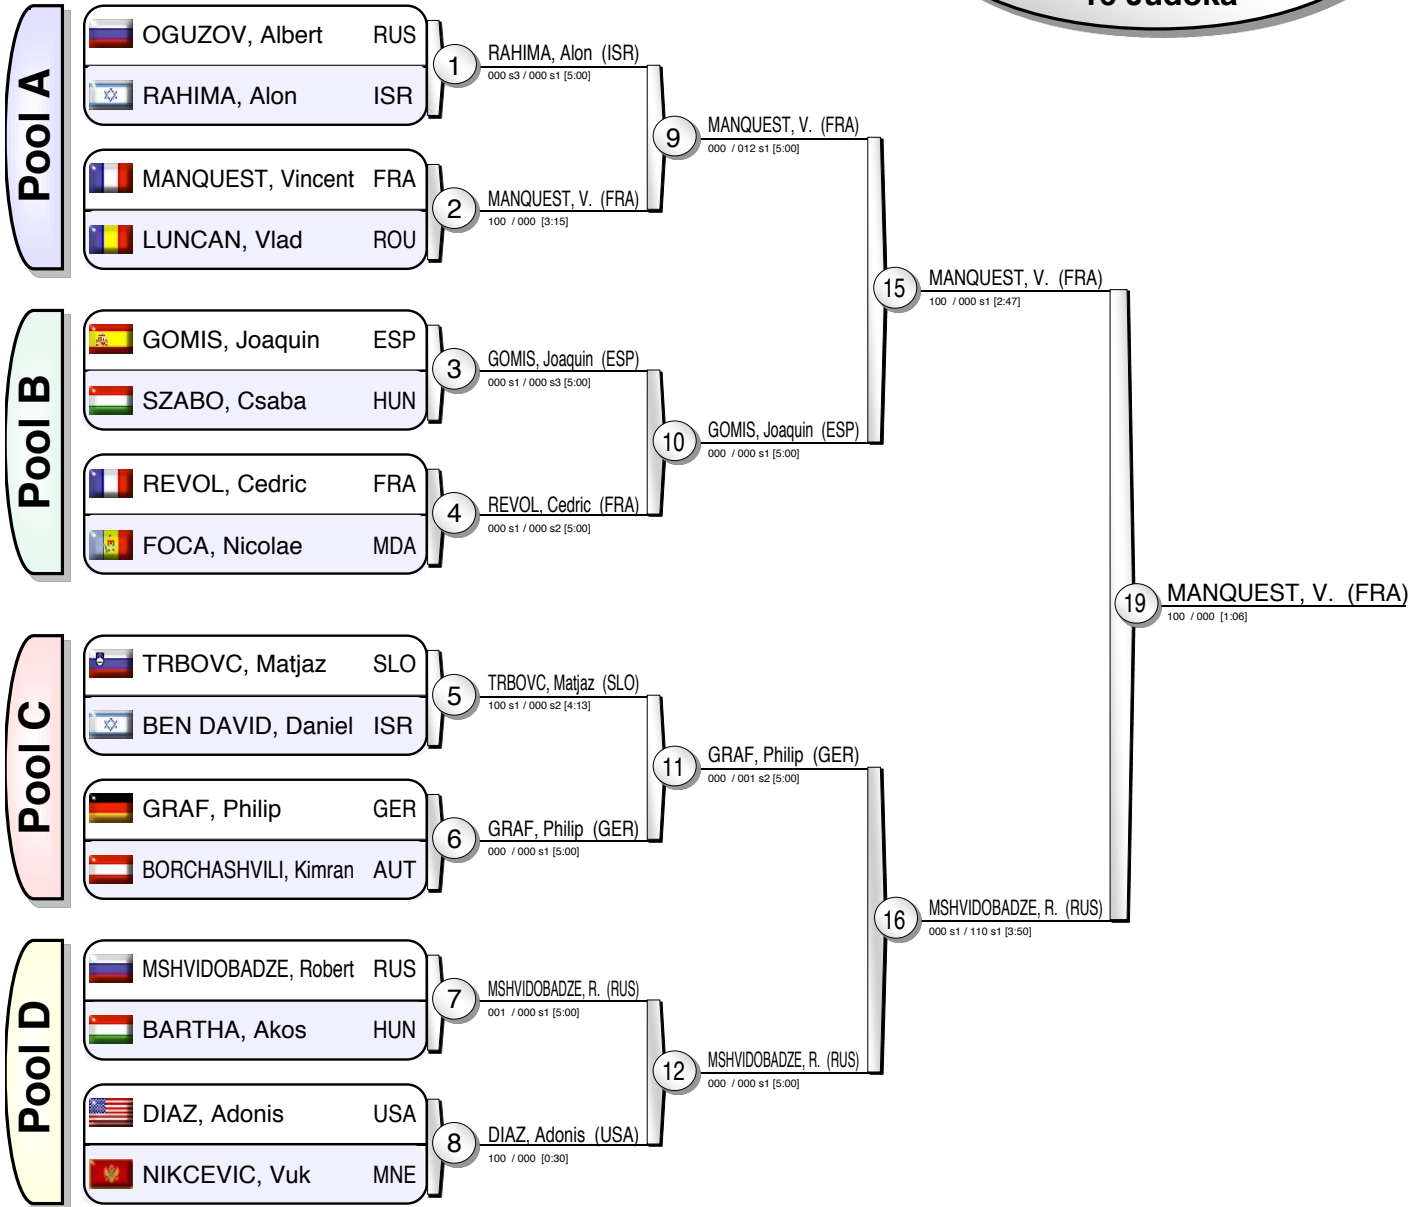 16 Judoka
Pool A
OGUZOV, Albert RUS
RAHIMA, Alon ISR
MANQUEST, Vincent FRA
LUNCAN, Vlad ROU
1
RAHIMA, Alon (ISR)
000 s3 / 000 s1 [5:00]
2
MANQUEST, V. (FRA)
100 / 000 [3:15]
9
MANQUEST, V. (FRA)
000 / 012 s1 [5:00]
Pool B
GOMIS, Joaquin ESP
SZABO, Csaba HUN
REVOL, Cedric FRA
FOCA, Nicolae MDA
3
GOMIS, Joaquin (ESP)
000 s1 / 000 s3 [5:00]
4
REVOL, Cedric (FRA)
000 s1 / 000 s2 [5:00]
10
GOMIS, Joaquin (ESP)
000 / 000 s1 [5:00]
15
MANQUEST, V. (FRA)
100 / 000 s1 [2:47]
Pool C
TRBOVC, Matjaz SLO
BEN DAVID, Daniel ISR
GRAF, Philip GER
BORCHASHVILI, Kimran AUT
5
TRBOVC, Matjaz (SLO)
100 s1 / 000 s2 [4:13]
6
GRAF, Philip (GER)
000 / 000 s1 [5:00]
11
GRAF, Philip (GER)
000 / 001 s2 [5:00]
Pool D
MSHVIDOBADZE, Robert RUS
BARTHA, Akos HUN
DIAZ, Adonis USA
NIKCEVIC, Vuk MNE
7
MSHVIDOBADZE, R. (RUS)
001 / 000 s1 [5:00]
8
DIAZ, Adonis (USA)
100 / 000 [0:30]
12
MSHVIDOBADZE, R. (RUS)
000 / 000 s1 [5:00]
16
MSHVIDOBADZE, R. (RUS)
000 s1 / 110 s1 [3:50]
19
MANQUEST, V. (FRA)
100 / 000 [1:06]